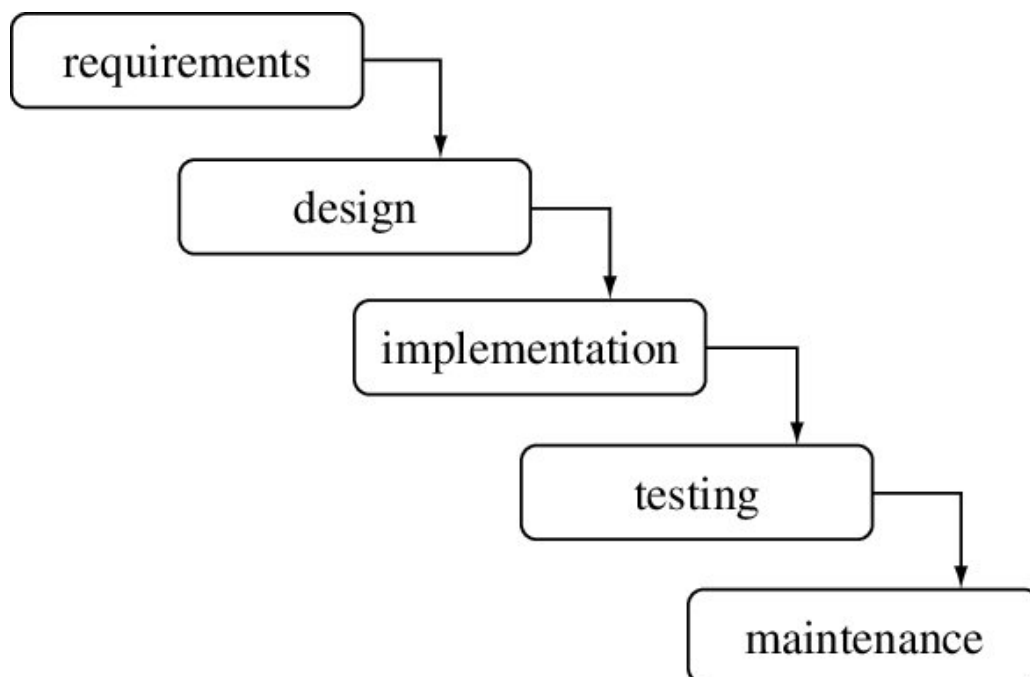 requirements
design
implementation
testing
maintenance